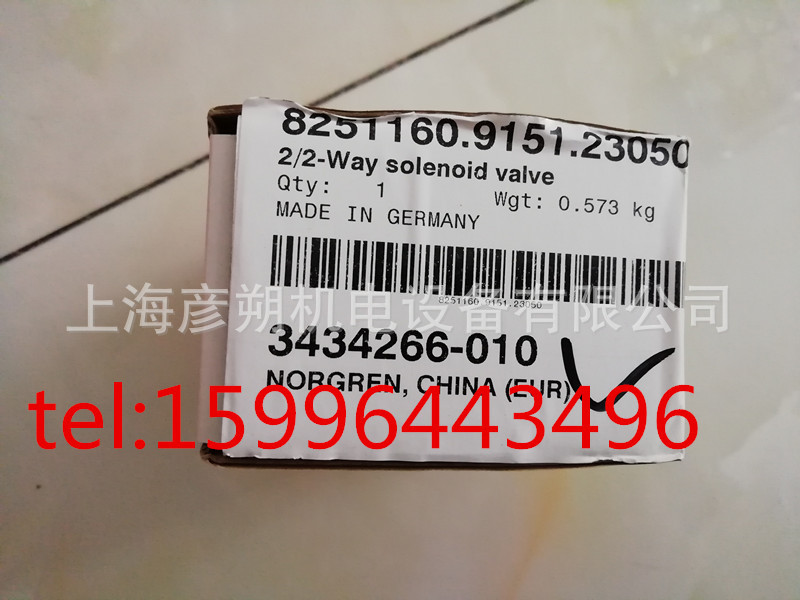 8251160.9151.23050
2/2-Way solenoid valve
Qty: 1 Wgt: 0.573 kg
MADE IN GERMANY
8251160.9151.23050
上海彦朔机电设备有限公司
3434266-010
NORGREN, CHINA (EUR)
tel:15996443496